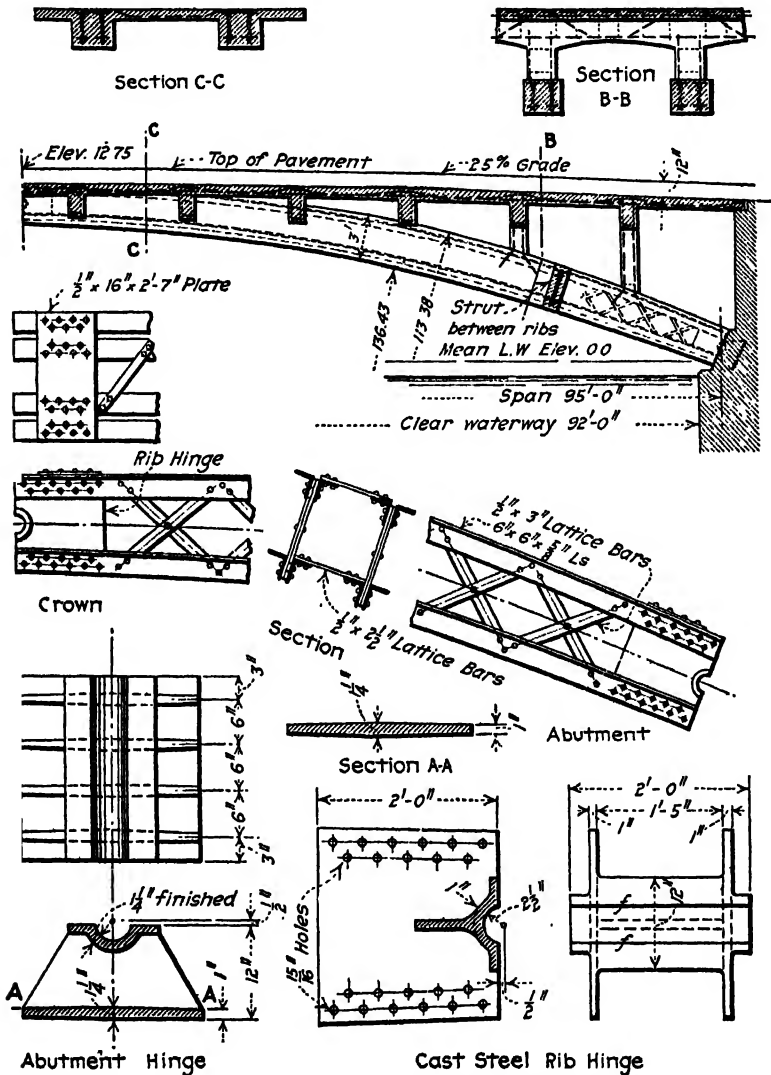 Section C-C
Section
B-B
C
B
Elev. 12 75
Top of Pavement
25% Grade
12"
C
3'
1/2" x 16" x 2'-7" Plate
136.43
113 38
Strut
between ribs
Mean L.W Elev. 0 0
Span 95'-0"
Clear waterway 92'-0"
Rib Hinge
Crown
Section
1/2" x 2 1/2" Lattice Bars
1/2" x 3" Lattice Bars
6" x 6" x 5/8" Ls
Abutment
3"
6"
6"
6"
3"
1 1/4"
1"
Section A-A
2'-0"
2'-0"
1"
1'-5"
1"
1 1/4" finished
1/2"
1 1/4"
1"
12"
A
A
15/16" Holes
1"
2 1/2"
1/2"
f
f
12"
Abutment Hinge
Cast Steel Rib Hinge